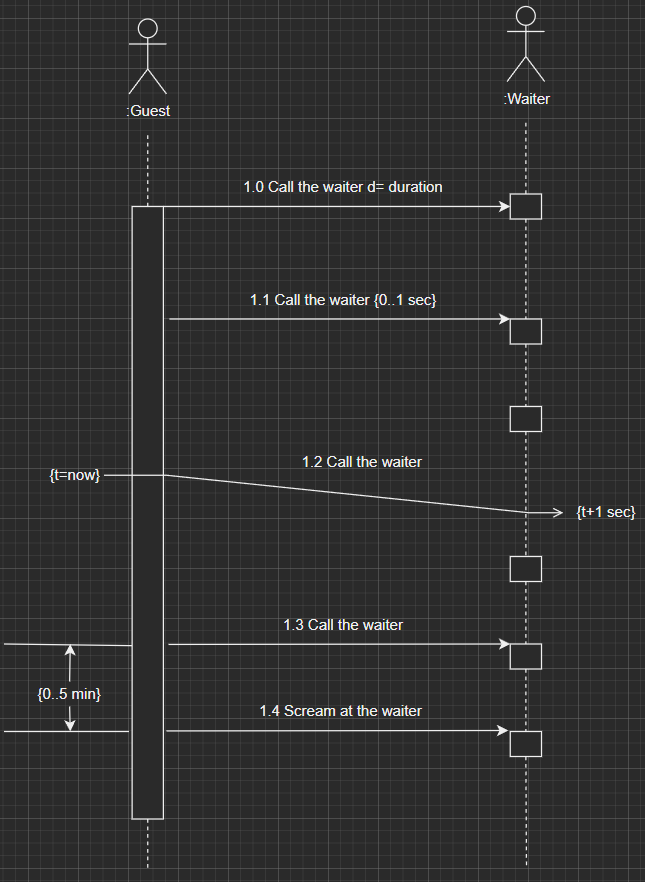 :Guest
:Waiter
1.0 Call the waiter d= duration
1.1 Call the waiter {0..1 sec}
1.2 Call the waiter
{t=now}
{t+1 sec}
1.3 Call the waiter
{0..5 min}
1.4 Scream at the waiter